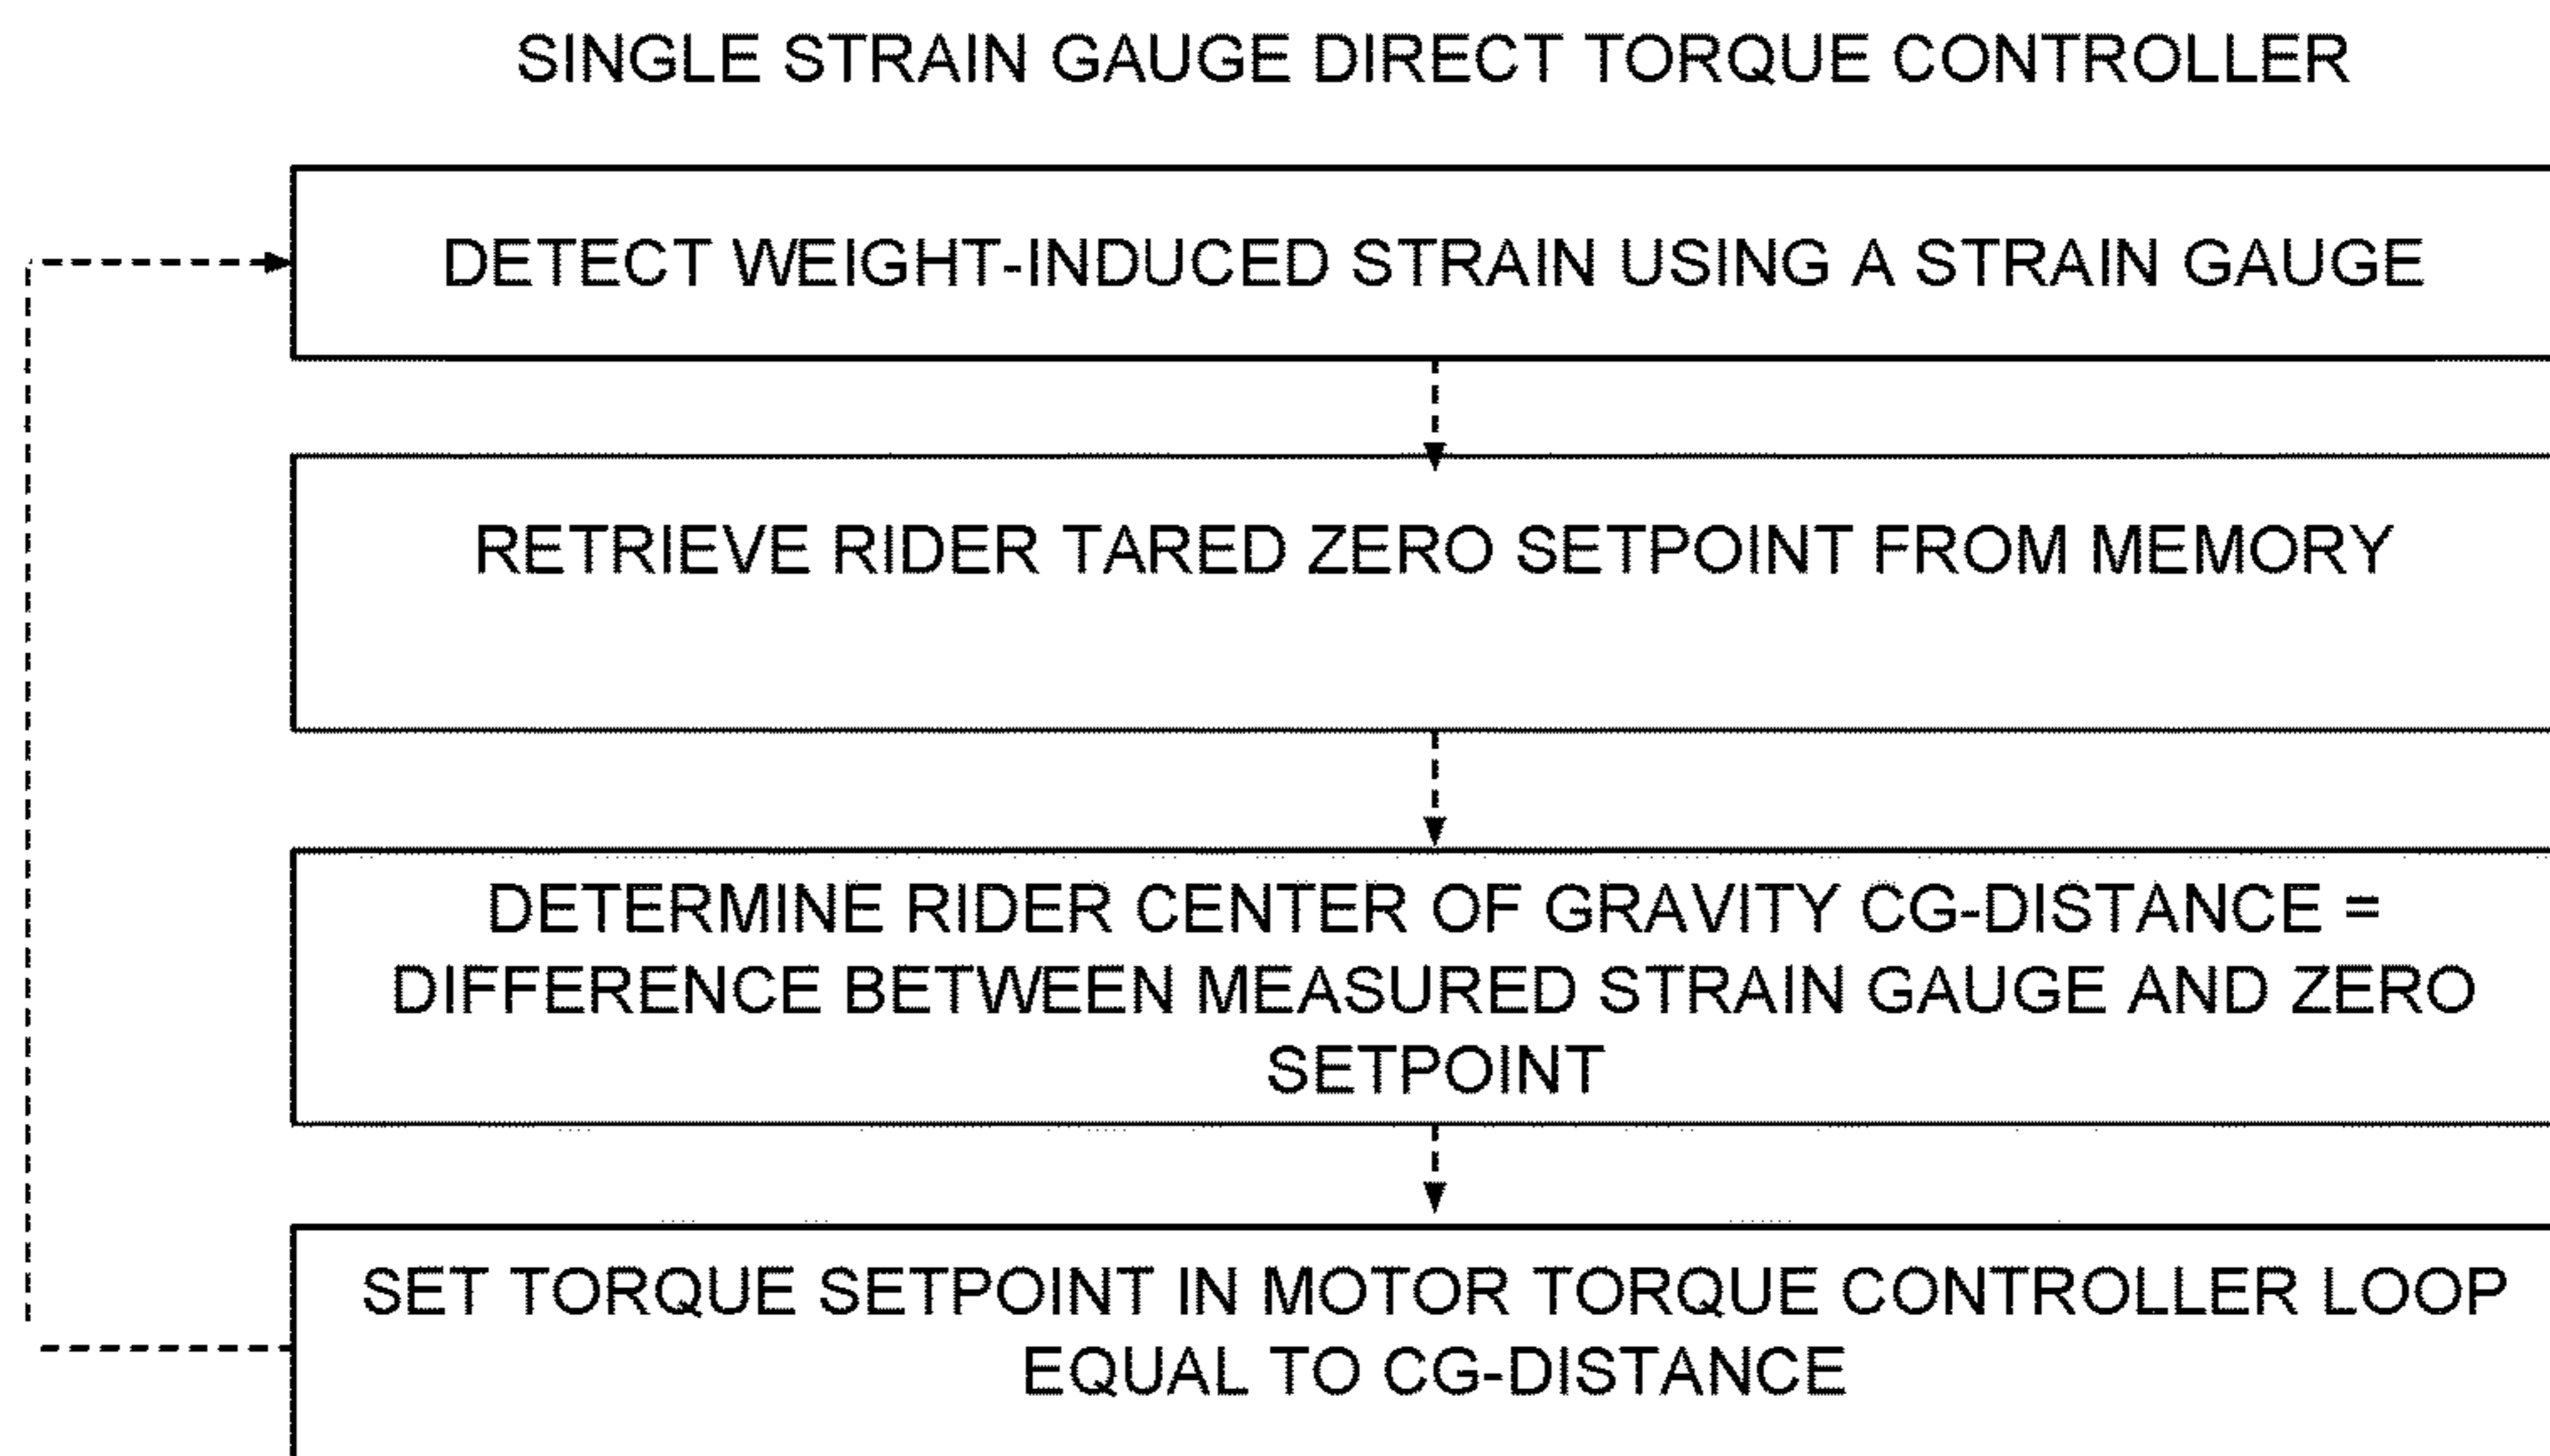 SINGLE STRAIN GAUGE DIRECT TORQUE CONTROLLER
DETECT WEIGHT-INDUCED STRAIN USING A STRAIN GAUGE
RETRIEVE RIDER TARED ZERO SETPOINT FROM MEMORY
DETERMINE RIDER CENTER OF GRAVITY CG-DISTANCE =
DIFFERENCE BETWEEN MEASURED STRAIN GAUGE AND ZERO
SETPOINT
SET TORQUE SETPOINT IN MOTOR TORQUE CONTROLLER LOOP
EQUAL TO CG-DISTANCE